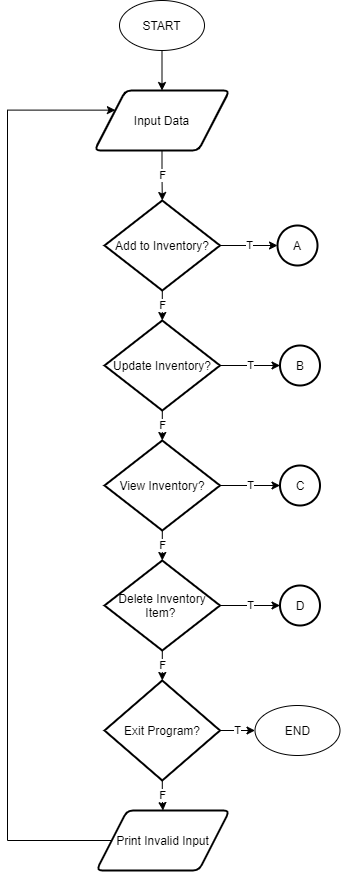 START
Input Data
F
Add to Inventory?
T
A
F
Update Inventory?
T
B
F
View Inventory?
T
C
F
Delete Inventory
Item?
T
D
F
Exit Program?
T
END
F
Print Invalid Input